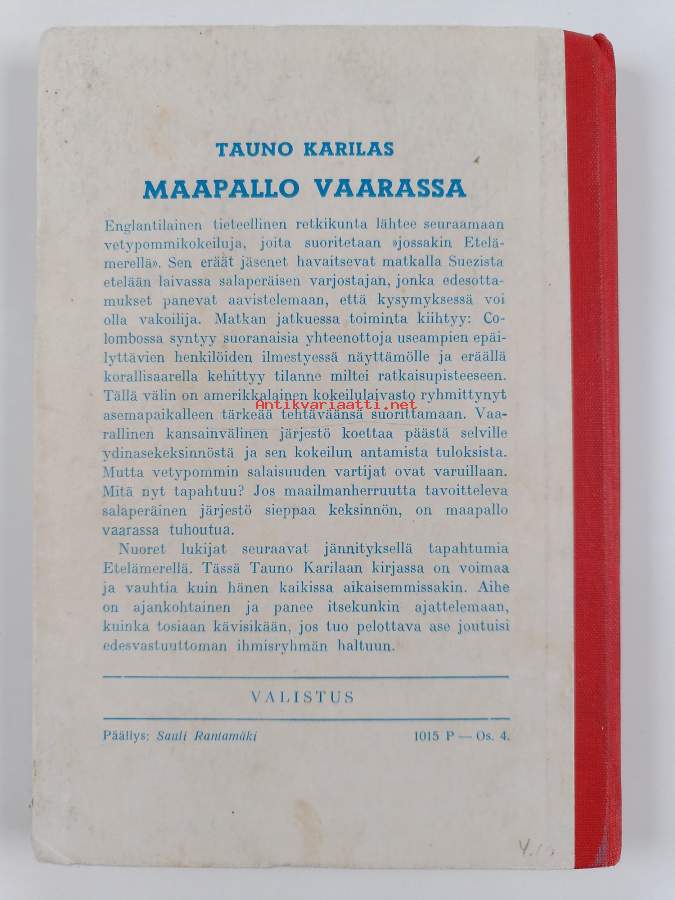 TAUNO KARILAS
MAAPALLO VAARASSA
Englantilainen tieteellinen retkikunta lähtee seuraamaan
vetypommikokeiluja, joita suoritetaan »jossakin Etelä-
merellä». Sen eräät jäsenet havaitsevat matkalla Suezista
etelään laivassa salaperäisen varjostajan, jonka edesotta-
mukset panevat aavistelemaan, että kysymyksessä voi
olla vakoilija. Matkan jatkuessa toiminta kiihtyy: Co-
lombossa syntyy suoranaisia yhteenottoja useampien epäi-
lyttävien henkilöiden ilmestyessä näyttämölle ja eräällä
korallisaarella kehittyy tilanne miltei ratkaisupisteeseen.
Tällä välin on amerikkalainen kokeilulaivasto ryhmittynyt
Antikvariaatti.net
asemapaikalleen tärkeää tehtäväänsä suorittamaan. Vaa-
rallinen kansainvälinen järjestö koettaa päästä selville
ydinasekeksinnöstä ja sen kokeilun antamista tuloksista.
Mutta vetypommin salaisuuden vartijat ovat varuillaan.
Mitä nyt tapahtuu? Jos maailmanherruutta tavoitteleva
salaperäinen järjestö sieppaa keksinnön, on maapallo
vaarassa tuhoutua.
Nuoret lukijat seuraavat jännityksellä tapahtumia
Etelämerellä. Tässä Tauno Karilaan kirjassa on voimaa
ja vauhtia kuin hänen kaikissa aikaisemmissakin. Aihe
on ajankohtainen ja panee itsekunkin ajattelemaan,
kuinka tosiaan kävisikään, jos tuo pelottava ase joutuisi
edesvastuuttoman ihmisryhmän haltuun.
VALISTUS
Päällys: Sauli Rantamäki 1015 P — Os. 4.